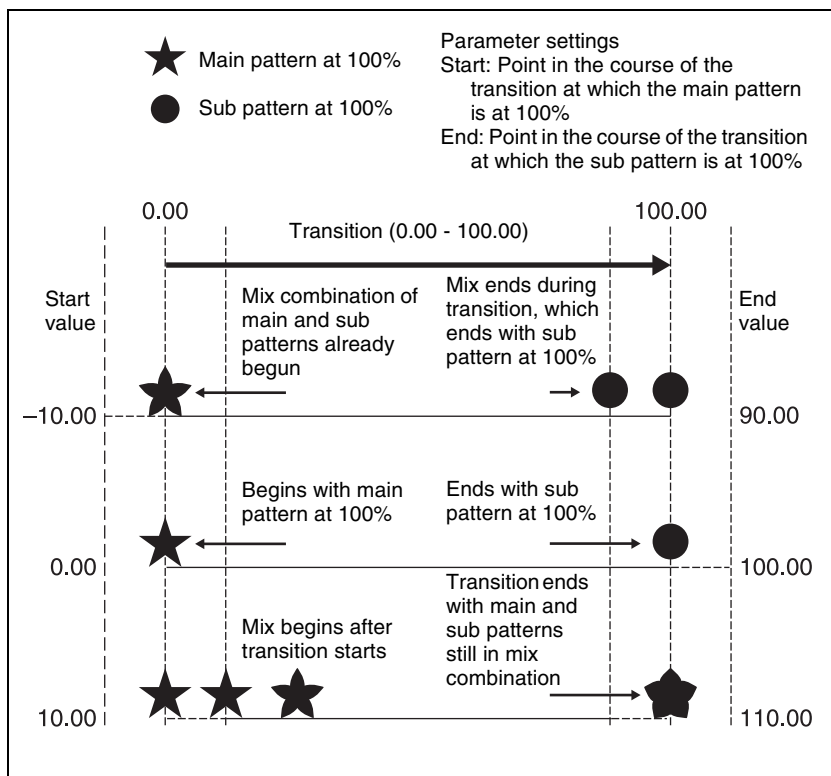 Main pattern at 100%
Sub pattern at 100%
Parameter settings
Start: Point in the course of the
transition at which the main pattern
is at 100%
End: Point in the course of the transition
at which the sub pattern is at 100%
0.00
100.00
Transition (0.00 - 100.00)
Start
value
End
value
Mix combination of
main and sub
patterns already
begun
Mix ends during
transition, which
ends with sub
pattern at 100%
–10.00
90.00
Begins with main
pattern at 100%
Ends with sub
pattern at 100%
0.00
100.00
Mix begins after
transition starts
Transition ends
with main and
sub patterns
still in mix
combination
10.00
110.00